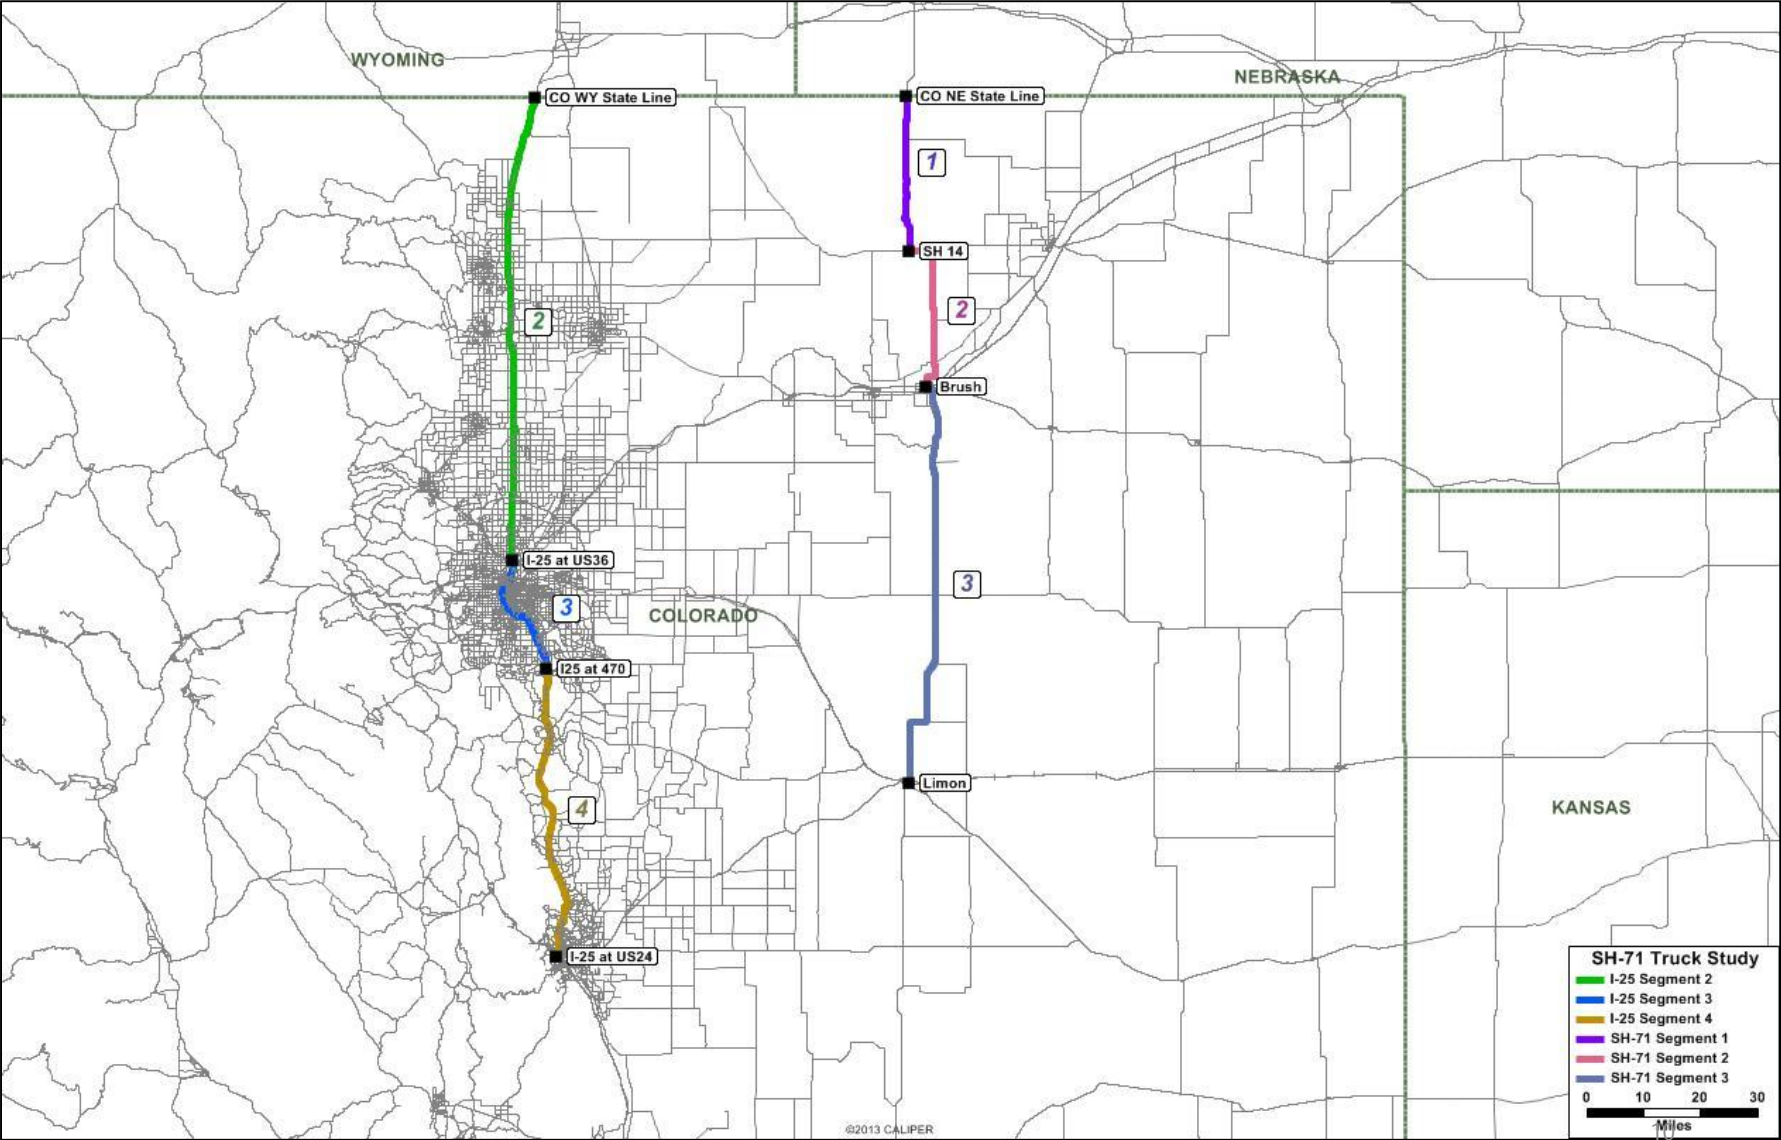 WYOMING
NEBRASKA
CO WY State Line
CO NE State Line
1
SH 14
2
2
Brush
I-25 at US36
3
3
COLORADO
I25 at 470
Limon
4
KANSAS
I-25 at US24
SH-71 Truck Study
I-25 Segment 2
I-25 Segment 3
I-25 Segment 4
SH-71 Segment 1
SH-71 Segment 2
SH-71 Segment 3
0 10 20 30
Miles
©2013 CALIPER